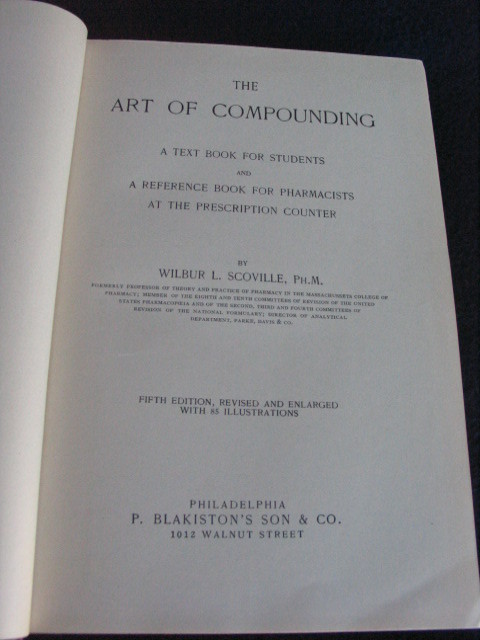 THE
ART OF COMPOUNDING
A TEXT BOOK FOR STUDENTS
AND
A REFERENCE BOOK FOR PHARMACISTS
AT THE PRESCRIPTION COUNTER
BY
WILBUR L. SCOVILLE, PH.M.
FORMERLY PROFESSOR OF THEORY AND PRACTICE OF PHARMACY IN THE MASSACHUSETTS COLLEGE OF
PHARMACY; MEMBER OF THE EIGHTH AND TENTH COMMITTEES OF REVISION OF THE UNITED
STATES PHARMACOPŒIA AND OF THE SECOND, THIRD AND FOURTH COMMITTEES OF
REVISION OF THE NATIONAL FORMULARY; DIRECTOR OF ANALYTICAL
DEPARTMENT, PARKE, DAVIS & CO.
FIFTH EDITION, REVISED AND ENLARGED
WITH 85 ILLUSTRATIONS
PHILADELPHIA
P. BLAKISTON'S SON & CO.
1012 WALNUT STREET